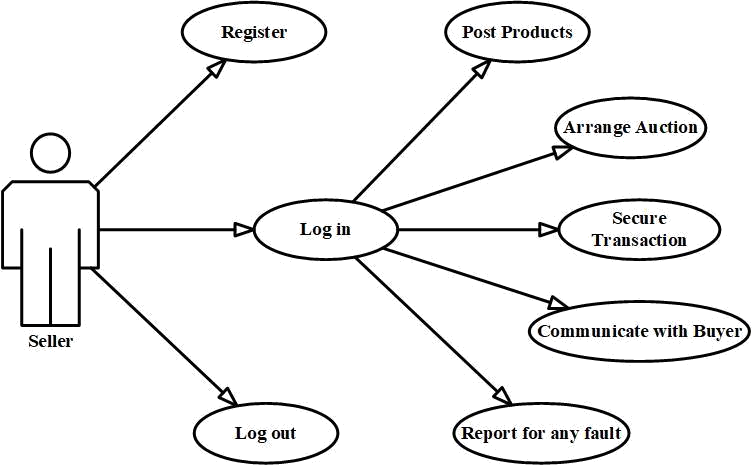 Register
Post Products
Arrange Auction
Log in
Secure
Transaction
Seller
Communicate with Buyer
Log out
Report for any fault